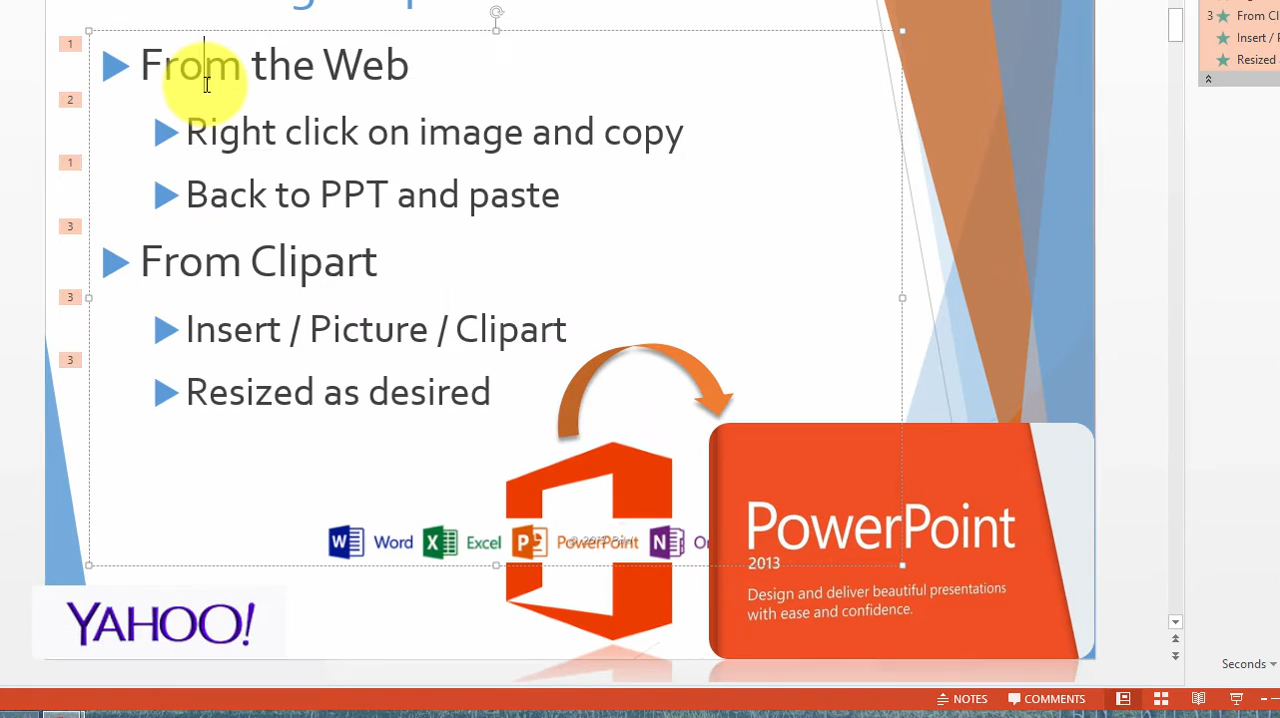 1
From the Web
2
Right click on image and copy
1
Back to PPT and paste
3
From Clipart
3
Insert / Picture / Clipart
3
Resized as desired
Word Excel PowerPoint
PowerPoint
2013
Design and deliver beautiful presentations
with ease and confidence.
YAHOO!
3 From Cl
Insert / P
Resized
Seconds
NOTES COMMENTS